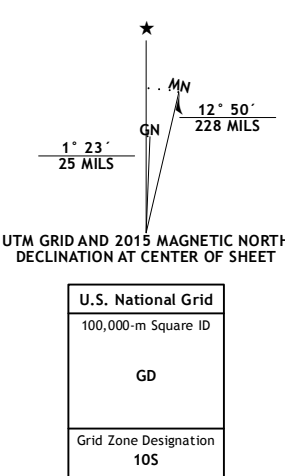 ★
MN
12° 50´
228 MILS
GN
1° 23´
25 MILS
UTM GRID AND 2015 MAGNETIC NORTH
DECLINATION AT CENTER OF SHEET
U.S. National Grid
100,000-m Square ID
GD
Grid Zone Designation
10S